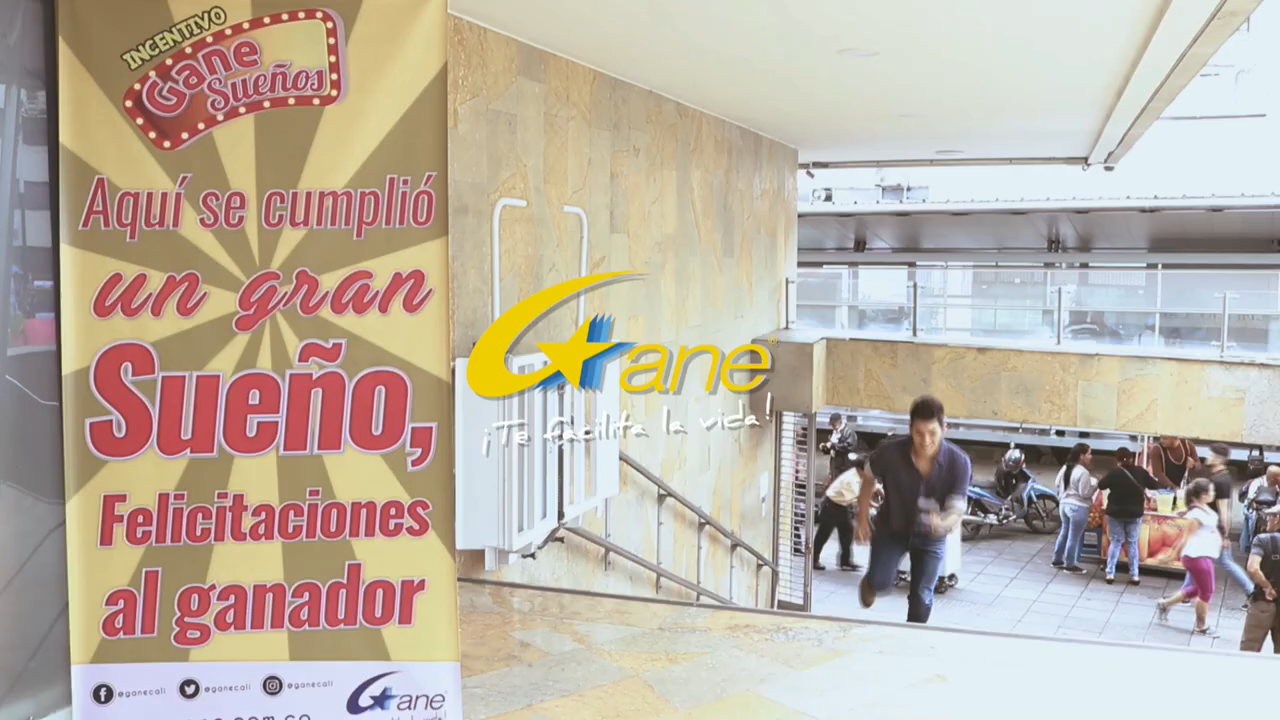 INCENTIVO
Gane
Sueños
Aquí se cumplió
un gran
Sueño,
Felicitaciones
al ganador
@ganecali @ganecali @ganecali
Gane
Gane®
¡Te facilita la vida!